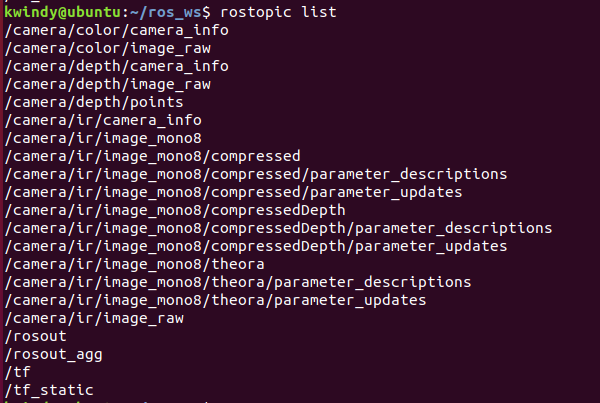 kwindy@ubuntu:~/ros_ws$ rostopic list
/camera/color/camera_info
/camera/color/image_raw
/camera/depth/camera_info
/camera/depth/image_raw
/camera/depth/points
/camera/ir/camera_info
/camera/ir/image_mono8
/camera/ir/image_mono8/compressed
/camera/ir/image_mono8/compressed/parameter_descriptions
/camera/ir/image_mono8/compressed/parameter_updates
/camera/ir/image_mono8/compressedDepth
/camera/ir/image_mono8/compressedDepth/parameter_descriptions
/camera/ir/image_mono8/compressedDepth/parameter_updates
/camera/ir/image_mono8/theora
/camera/ir/image_mono8/theora/parameter_descriptions
/camera/ir/image_mono8/theora/parameter_updates
/camera/ir/image_raw
/rosout
/rosout_agg
/tf
/tf_static